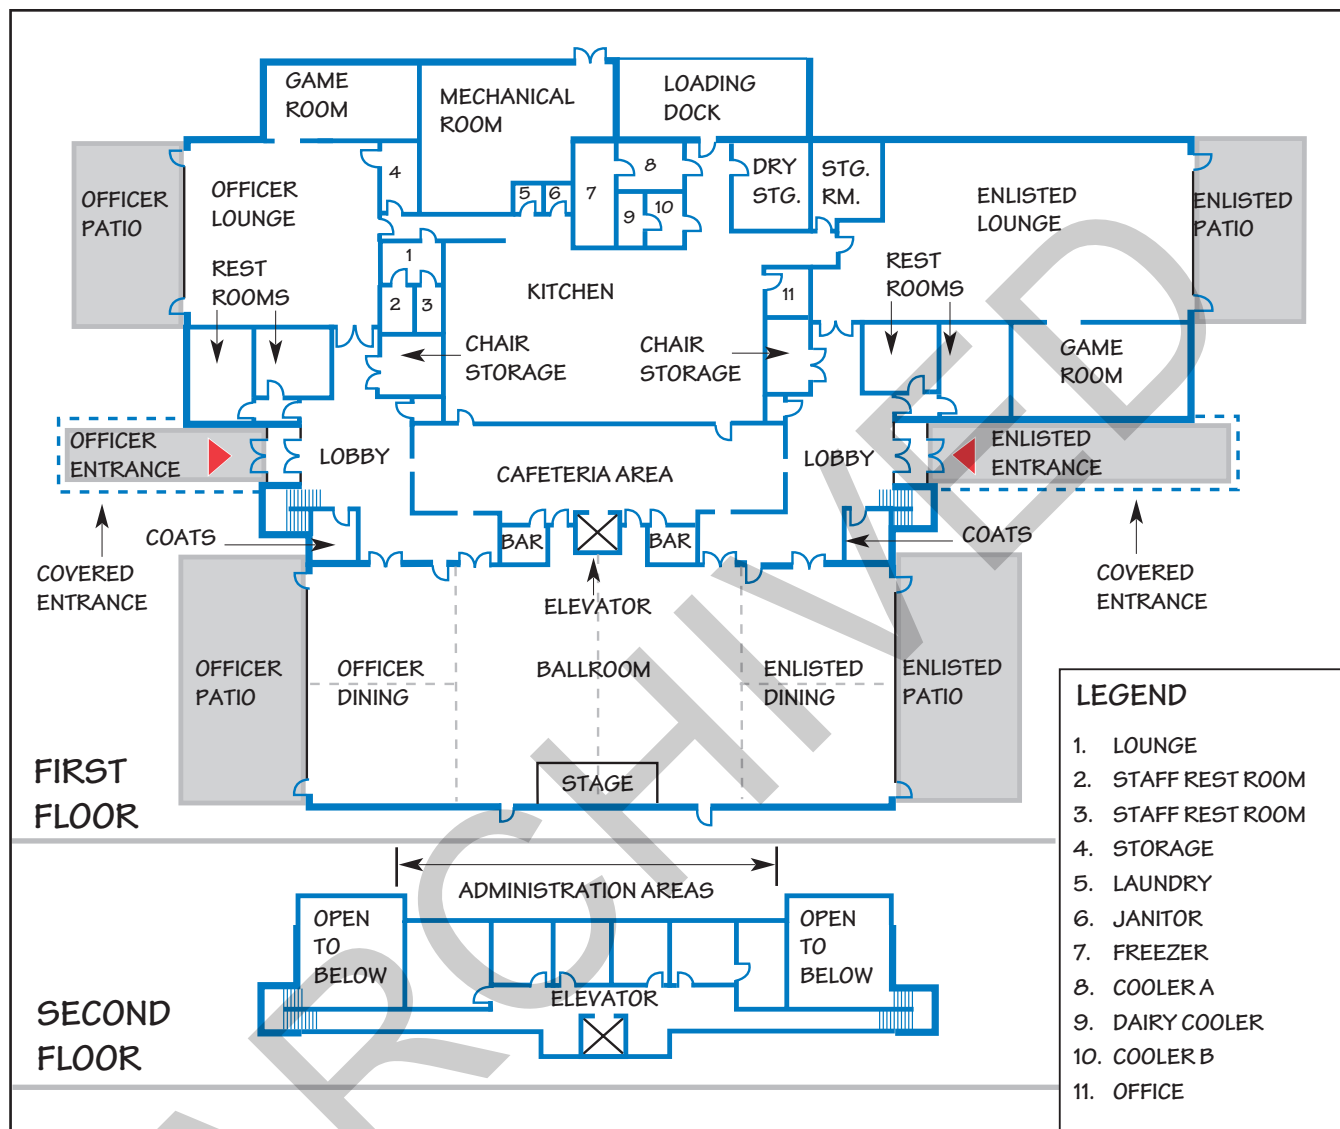 GAME
ROOM
MECHANICAL
ROOM
LOADING
DOCK
OFFICER
PATIO
OFFICER
LOUNGE
4
5
6
7
8
9
10
DRY
STG.
STG.
RM.
ENLISTED
LOUNGE
ENLISTED
PATIO
REST
ROOMS
1
2
3
KITCHEN
11
REST
ROOMS
CHAIR
STORAGE
CHAIR
STORAGE
GAME
ROOM
OFFICER
ENTRANCE
LOBBY
CAFETERIA AREA
LOBBY
ENLISTED
ENTRANCE
COATS
BAR
BAR
COATS
COVERED
ENTRANCE
ELEVATOR
COVERED
ENTRANCE
OFFICER
PATIO
OFFICER
DINING
BALLROOM
ENLISTED
DINING
ENLISTED
PATIO
STAGE
FIRST
FLOOR
ADMINISTRATION AREAS
OPEN
TO
BELOW
OPEN
TO
BELOW
ELEVATOR
SECOND
FLOOR
LEGEND
1. LOUNGE
2. STAFF REST ROOM
3. STAFF REST ROOM
4. STORAGE
5. LAUNDRY
6. JANITOR
7. FREEZER
8. COOLER A
9. DAIRY COOLER
10. COOLER B
11. OFFICE
ARCHIVED